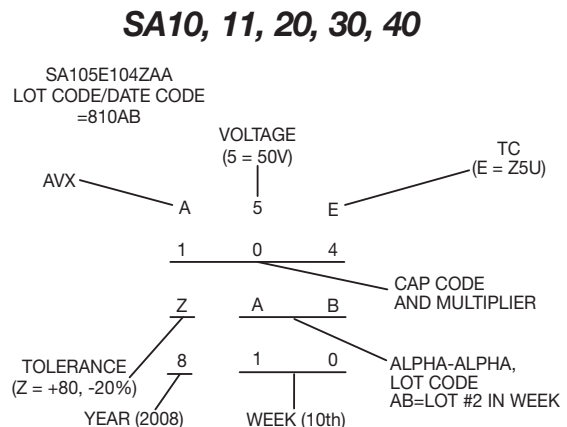 SA10, 11, 20, 30, 40
SA105E104ZAA
LOT CODE/DATE CODE
=810AB
VOLTAGE
(5 = 50V)
TC
(E = Z5U)
AVX
A 5 E
1 0 4
CAP CODE
AND MULTIPLIER
Z A B
TOLERANCE
(Z = +80, -20%)
8 1 0
ALPHA-ALPHA,
LOT CODE
AB=LOT #2 IN WEEK
YEAR (2008)
WEEK (10th)